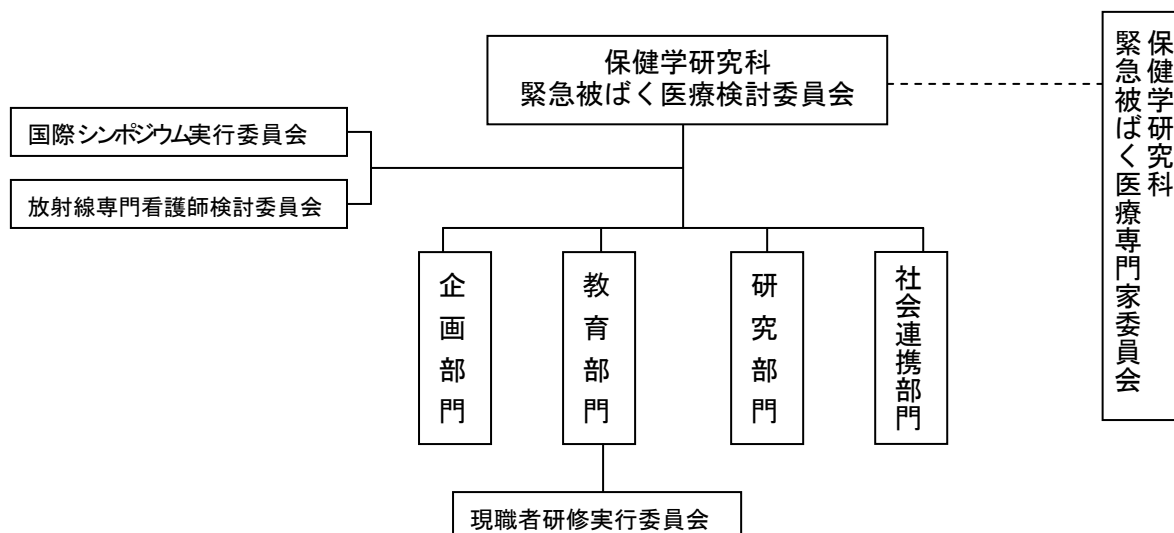 保健学研究科
緊急被ばく医療検討委員会
保健学研究科
緊急被ばく医療専門家委員会
国際シンポジウム実行委員会
放射線専門看護師検討委員会
企画部門
教育部門
研究部門
社会連携部門
現職者研修実行委員会